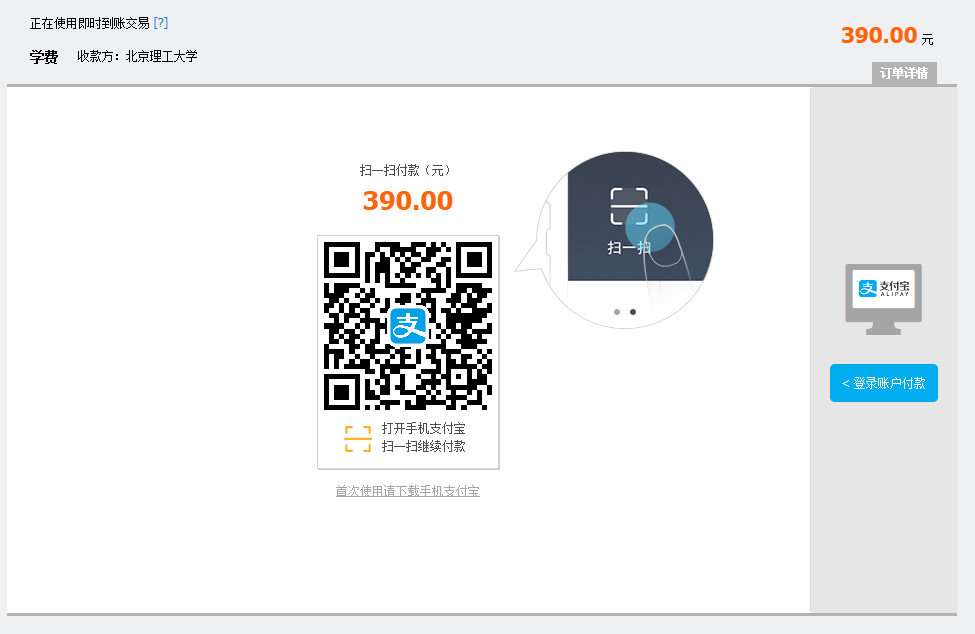 正在使用即时到账交易 [?]
390.00 元
学费 收款方：北京理工大学
订单详情
扫一扫付款（元）
390.00
扫一扫
支
支付宝
ALIPAY
< 登录账户付款
支
打开手机支付宝
扫一扫继续付款
首次使用请下载手机支付宝